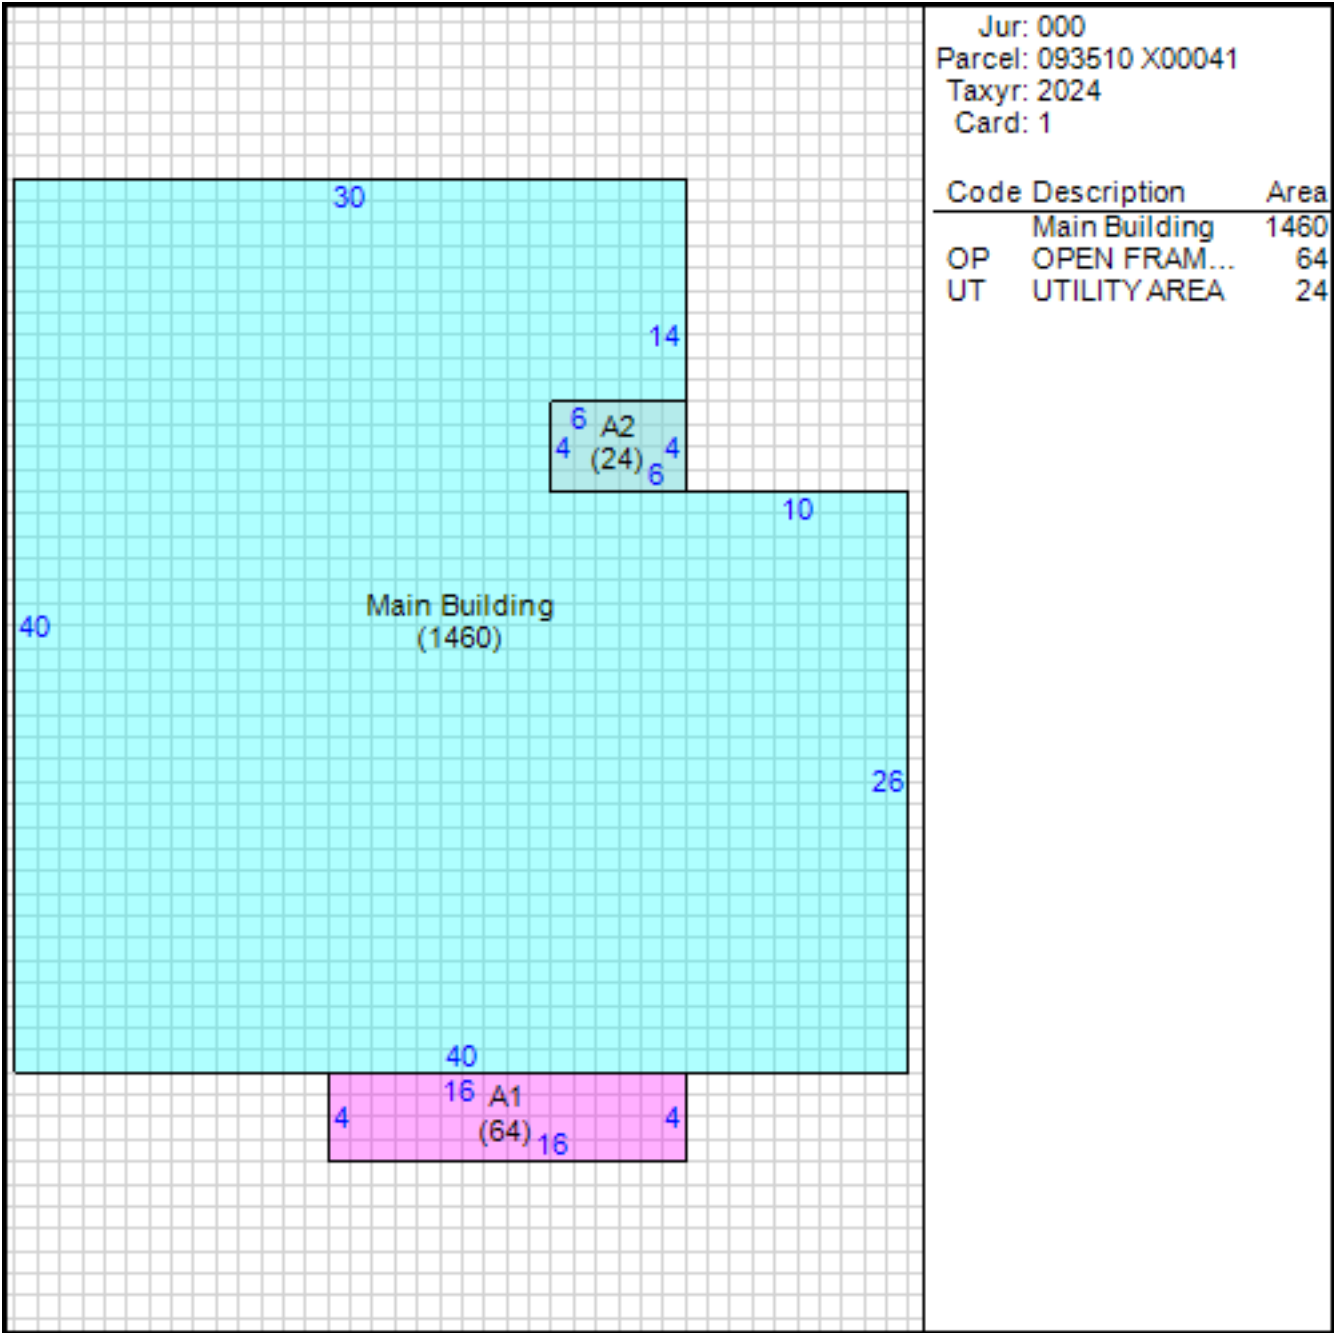 Jur: 000
Parcel: 093510 X00041
Taxyr: 2024
Card: 1
Code Description Area
Main Building 1460
OP OPEN FRAM... 64
UT UTILITY AREA 24
30
14
6 A2
4 (24) 4
6
10
Main Building
(1460)
40
26
40
16 A1
4 (64) 4
16